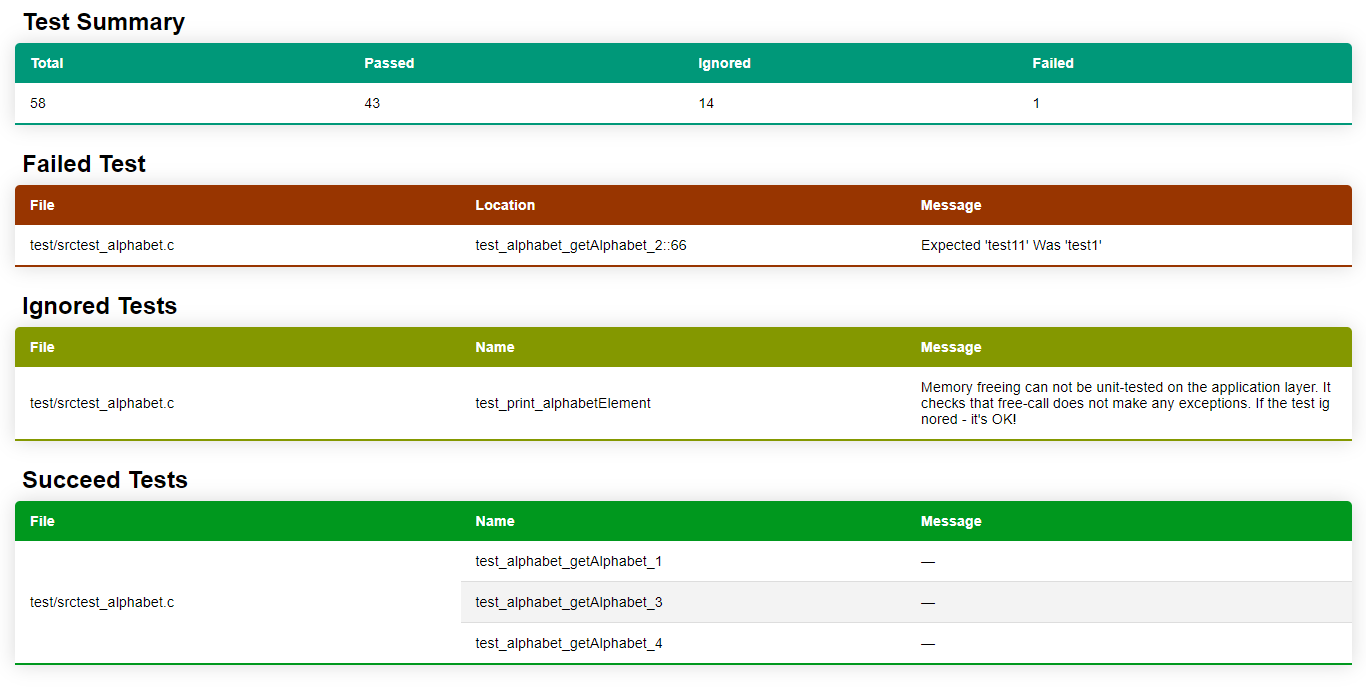 Test Summary
Total Passed Ignored Failed
58 43 14 1
Failed Test
File Location Message
test/srctest_alphabet.c test_alphabet_getAlphabet_2::66 Expected 'test11' Was 'test1'
Ignored Tests
File Name Message
test/srctest_alphabet.c test_print_alphabetElement Memory freeing can not be unit-tested on the application layer. It
checks that free-call does not make any exceptions. If the test ig
nored - it's OK!
Succeed Tests
File Name Message
test_alphabet_getAlphabet_1 —
test/srctest_alphabet.c test_alphabet_getAlphabet_3 —
test_alphabet_getAlphabet_4 —